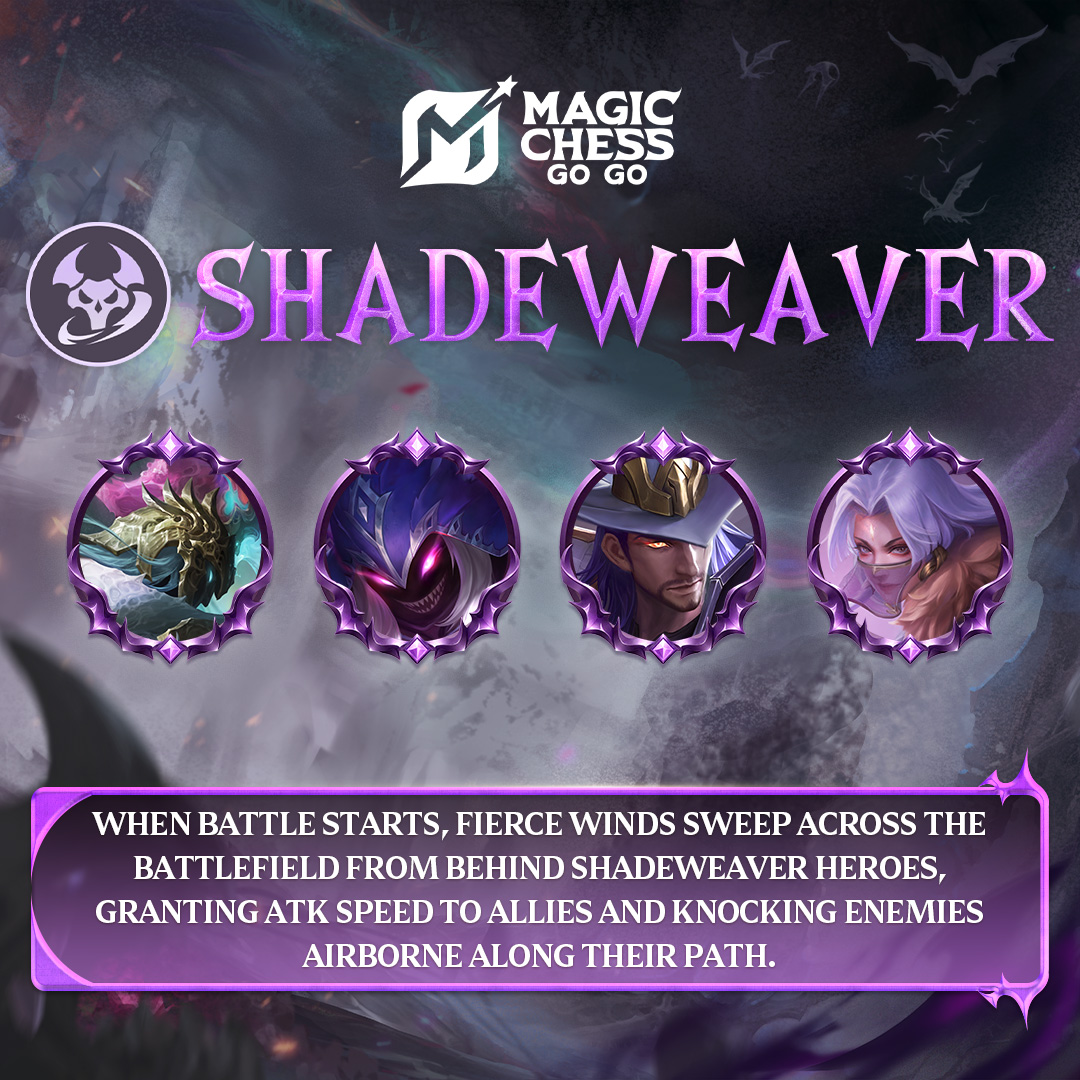 MAGIC
CHESS
GO GO
SHADEWEAVER
WHEN BATTLE STARTS, FIERCE WINDS SWEEP ACROSS THE
BATTLEFIELD FROM BEHIND SHADEWEAVER HEROES,
GRANTING ATK SPEED TO ALLIES AND KNOCKING ENEMIES
AIRBORNE ALONG THEIR PATH.